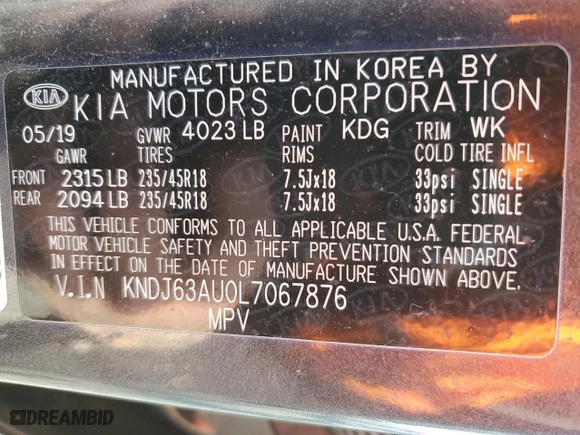 MANUFACTURED IN KOREA BY
KIA KIA MOTORS CORPORATION
05/19 GVWR 4023 LB PAINT KDG TRIM WK
GAWR TIRES RIMS COLD TIRE INFL
FRONT 2315 LB 235/45R18 7.5Jx18 33psi SINGLE
REAR 2094 LB 235/45R18 7.5Jx18 33psi SINGLE
THIS VEHICLE CONFORMS TO ALL APPLICABLE U.S.A. FEDERAL
MOTOR VEHICLE SAFETY AND THEFT PREVENTION STANDARDS
IN EFFECT ON THE DATE OF MANUFACTURE SHOWN ABOVE.
V.I.N KNDJ63AU0L7067876
MPV
DREAMBID